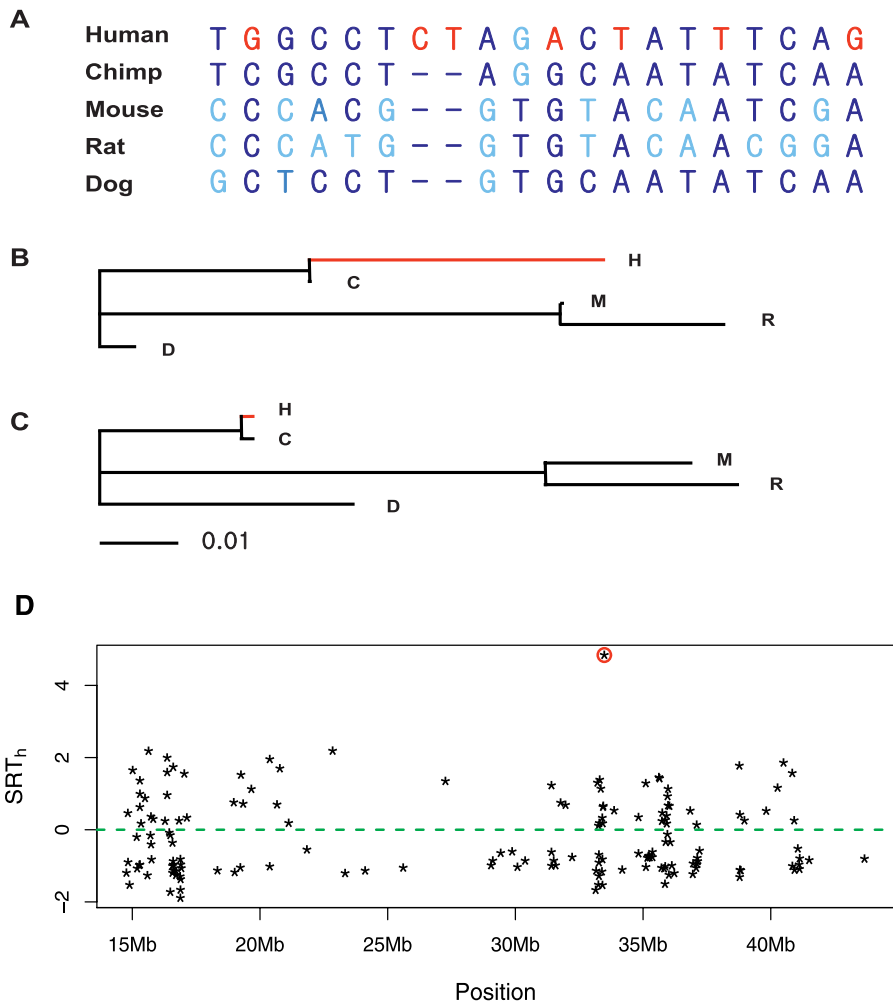 A
Human T G G C C T C T A G A C T A T T T C A G
Chimp T C G C C T – – A G G C A A T A T C A A
Mouse C C C A C G – – G T G T A C A A T C G A
Rat C C C A T G – – G T G T A C A A C G G A
Dog G C T C C T – – G T G C A A T A T C A A
B
H
C
M
R
D
C
H
C
M
R
D
0.01
D
SRTh
4
2
0
–2
15Mb 20Mb 25Mb 30Mb 35Mb 40Mb
Position